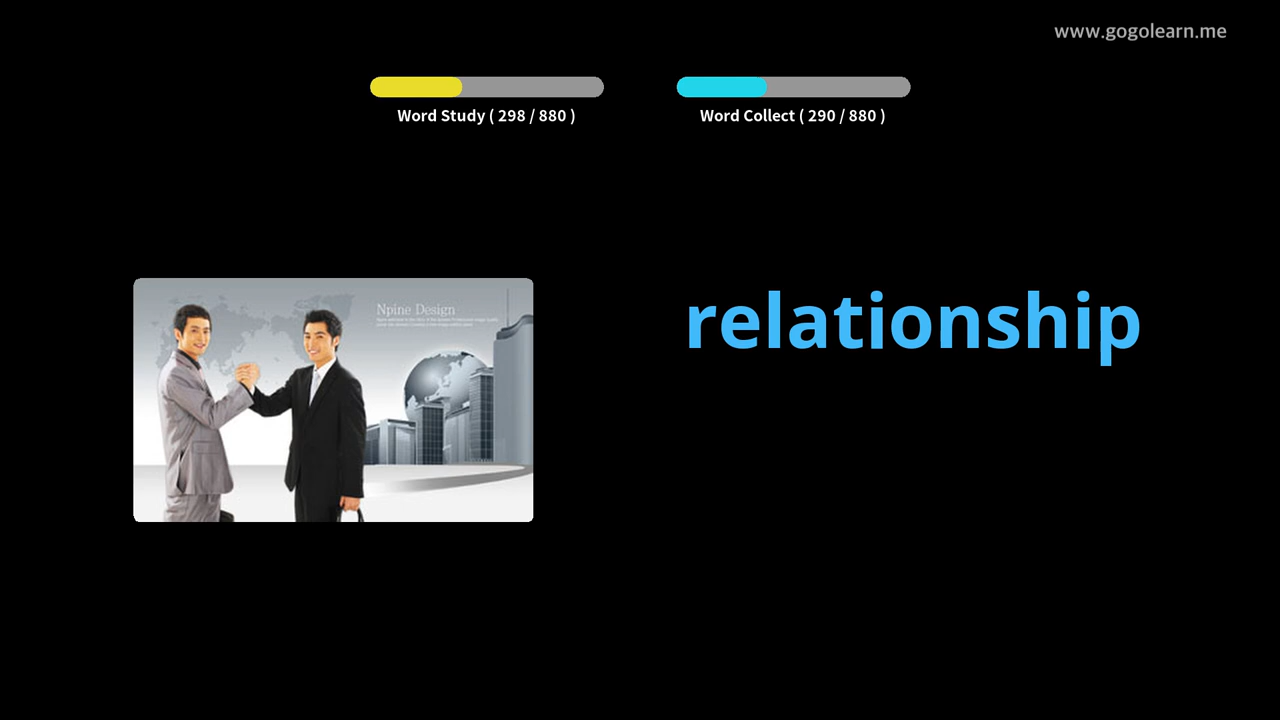 www.gogolearn.me
Word Study ( 298 / 880 )
Word Collect ( 290 / 880 )
Npine Design
relationship